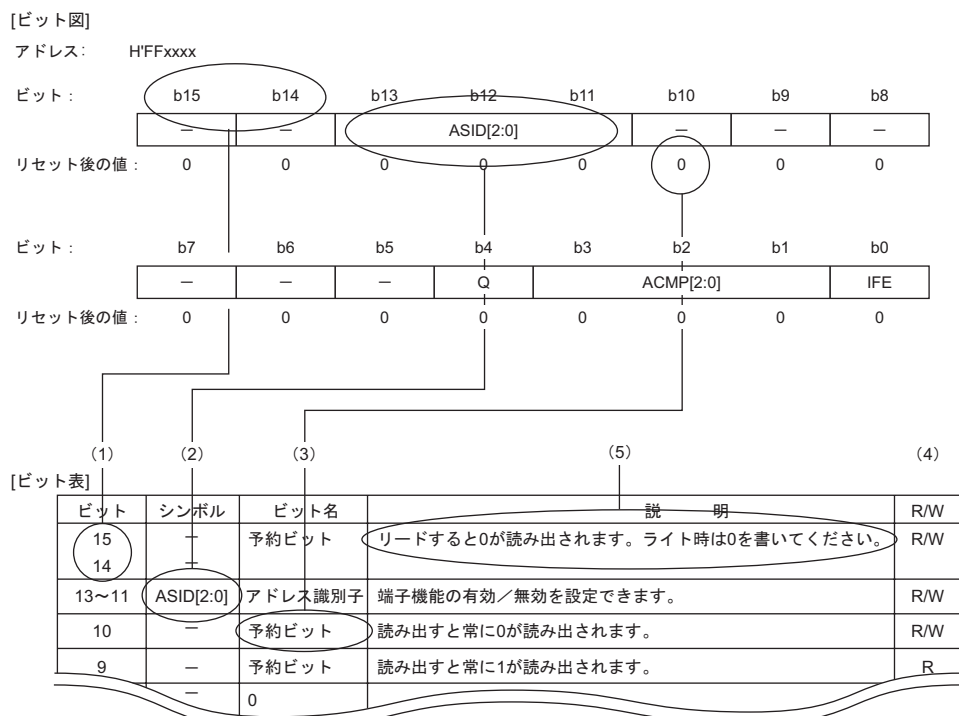 [ビット図]
アドレス: H'FFxxxx
ビット: b15 b14 b13 b12 b11 b10 b9 b8
－ － ASID[2:0] － － －
リセット後の値: 0 0 0 0 0 0 0 0
ビット: b7 b6 b5 b4 b3 b2 b1 b0
－ － － Q ACMP[2:0] IFE
リセット後の値: 0 0 0 0 0 0 0 0
(1) (2) (3) (5) (4)
[ビット表]
ビット シンボル ビット名 説 明 R/W
15 － 予約ビット リードすると0が読み出されます。ライト時は0を書いてください。 R/W
14 －
13～11 ASID[2:0] アドレス識別子 端子機能の有効／無効を設定できます。 R/W
10 － 予約ビット 読み出すと常に0が読み出されます。 R/W
9 － 予約ビット 読み出すと常に1が読み出されます。 R
－ 0